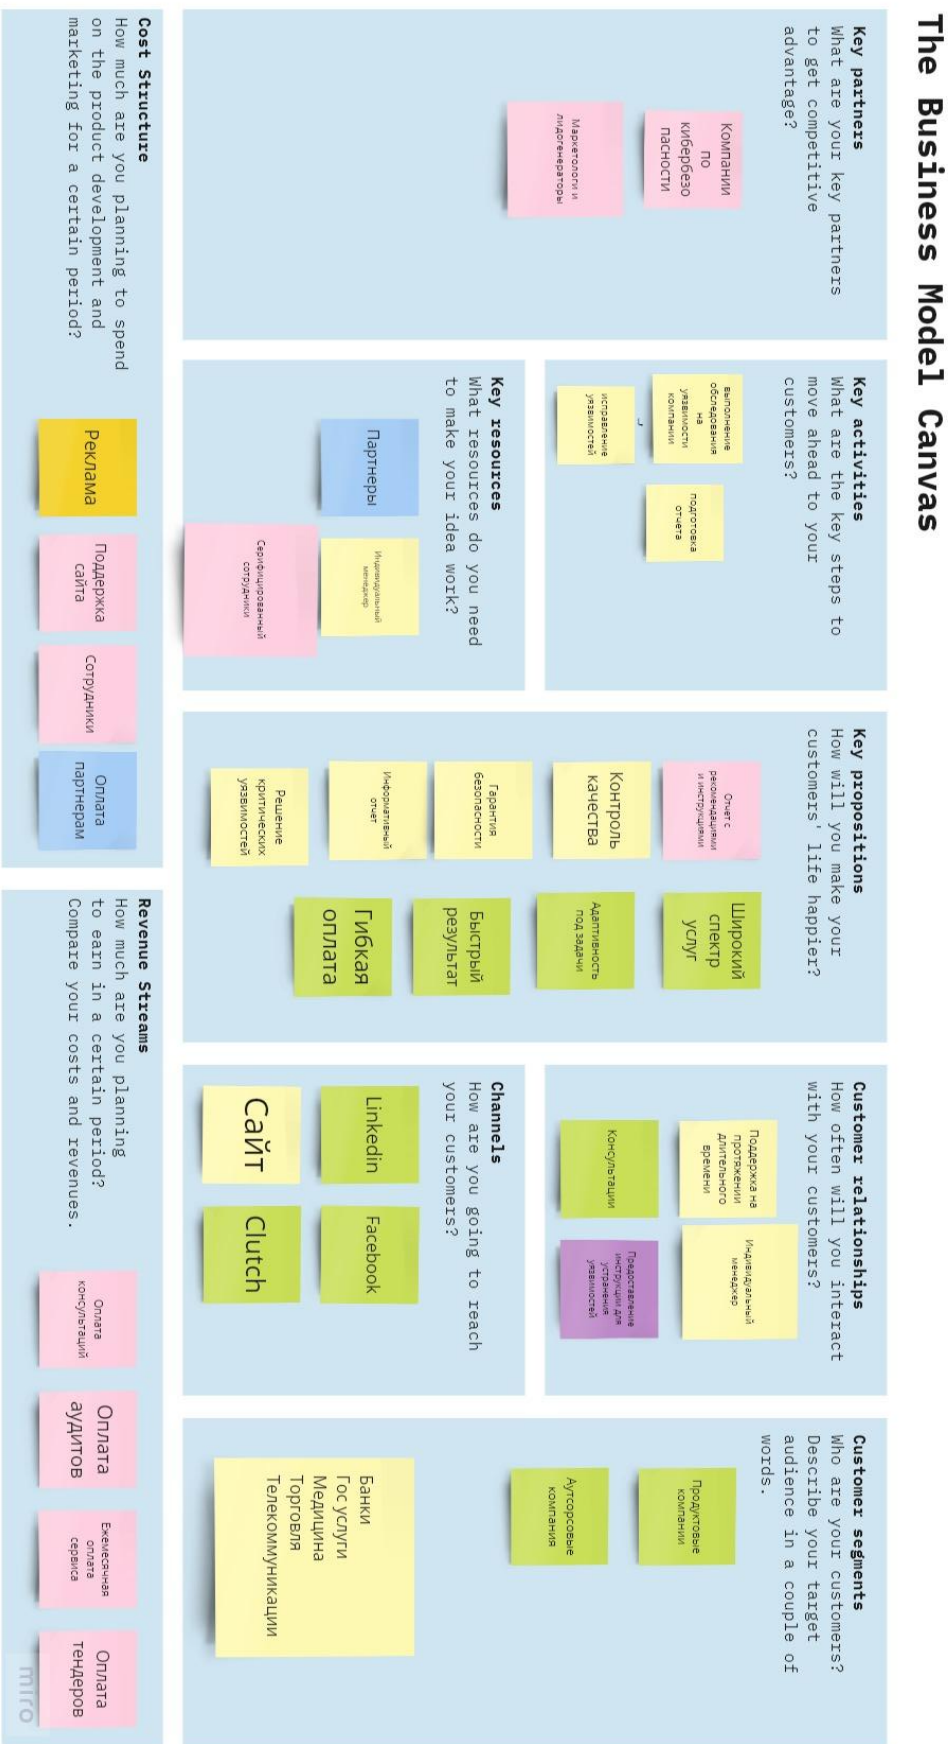 The Business Model Canvas
Key partners
What are your key partners
to get competitive
advantage?
Компании
по
кибербезо
пасности
Маркетологи и
лидогенераторы
Key activities
What are the key steps to
move ahead to your
customers?
выполнение
обследования
на
уязвимости
компании
исправление
уязвимостей
подготовка
отчета
Key resources
What resources do you need
to make your idea work?
Партнеры
Индивидуальный
менеджер
Серифицированный
сотрудники
Key propositions
How will you make your
customers' life happier?
Отчет с
рекомендациями
и инструкциями
Контроль
качества
Гарантия
безопасности
Информативный
отчет
Решение
критических
уязвимостей
Широкий
спектр
услуг
Адаптивность
под задачи
Быстрый
результат
Гибкая
оплата
Customer relationships
How often will you interact
with your customers?
Поддержка на
протяжении
длительного
времени
Индивидуальный
менеджер
Консультации
Предоставление
инструкции для
устранения
уязвимостей
Channels
How are you going to reach
your customers?
Linkedin
Facebook
Сайт
Clutch
Customer segments
Who are your customers?
Describe your target
audience in a couple of
words.
Продуктовые
компании
Аутсорсовые
компания
Банки
Гос услуги
Медицина
Торговля
Телекоммуникации
Cost Structure
How much are you planning to spend
on the product development and
marketing for a certain period?
Реклама
Поддержка
сайта
Сотрудники
Оплата
партнерам
Revenue Streams
How much are you planning
to earn in a certain period?
Compare your costs and revenues.
Оплата
консультаций
Оплата
аудитов
Ежемесячная
оплата
сервиса
Оплата
тендеров
miro